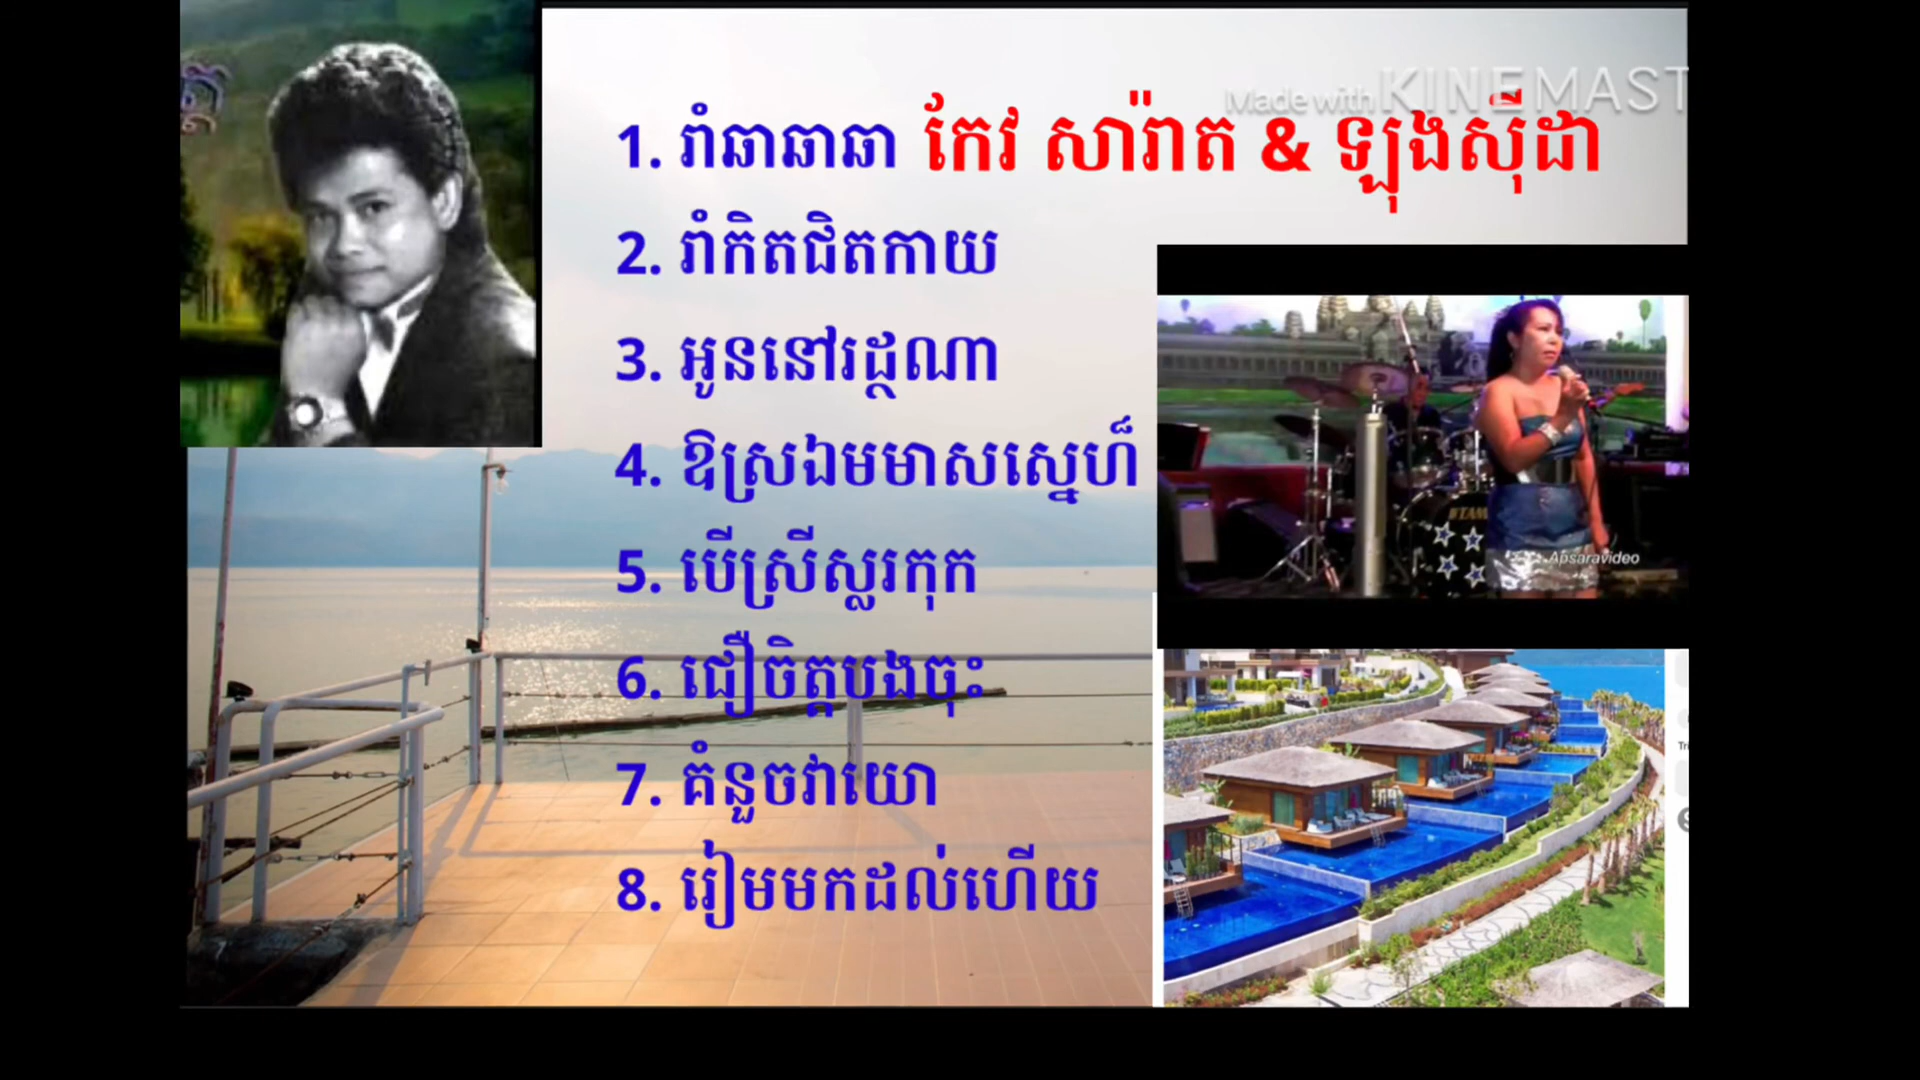 Made with KINEMAST
1. រាំឆាឆាឆា កែវ សារ៉ាត & ឡុងស៊ីដា
2. រាំកិតជិតកាយ
3. អូននៅរដ្ឋណា
4. ឱស្រឯមមាសស្នេហ៏
5. បើស្រីស្លរកកុក
6. ជឿចិត្តបងចុះ
7. គំនួចវាយោ
8. រៀមមកដល់ហើយ
TAMA
Apsaravideo